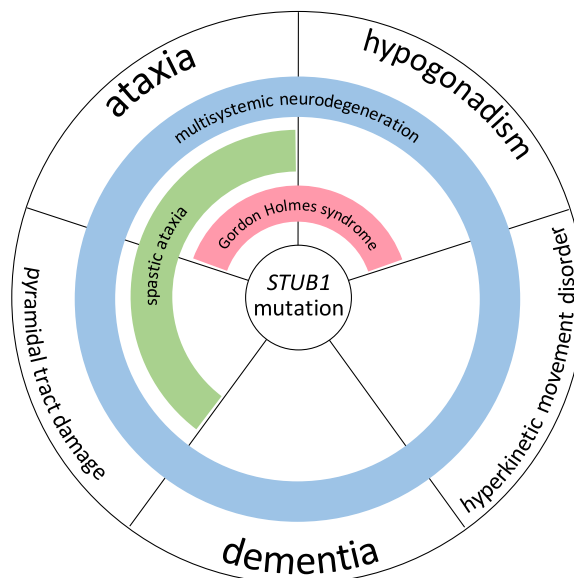 ataxia
hypogonadism
multisystemic neurodegeneration
spastic ataxia
Gordon Holmes syndrome
STUB1
mutation
pyramidal tract damage
hyperkinetic movement disorder
dementia